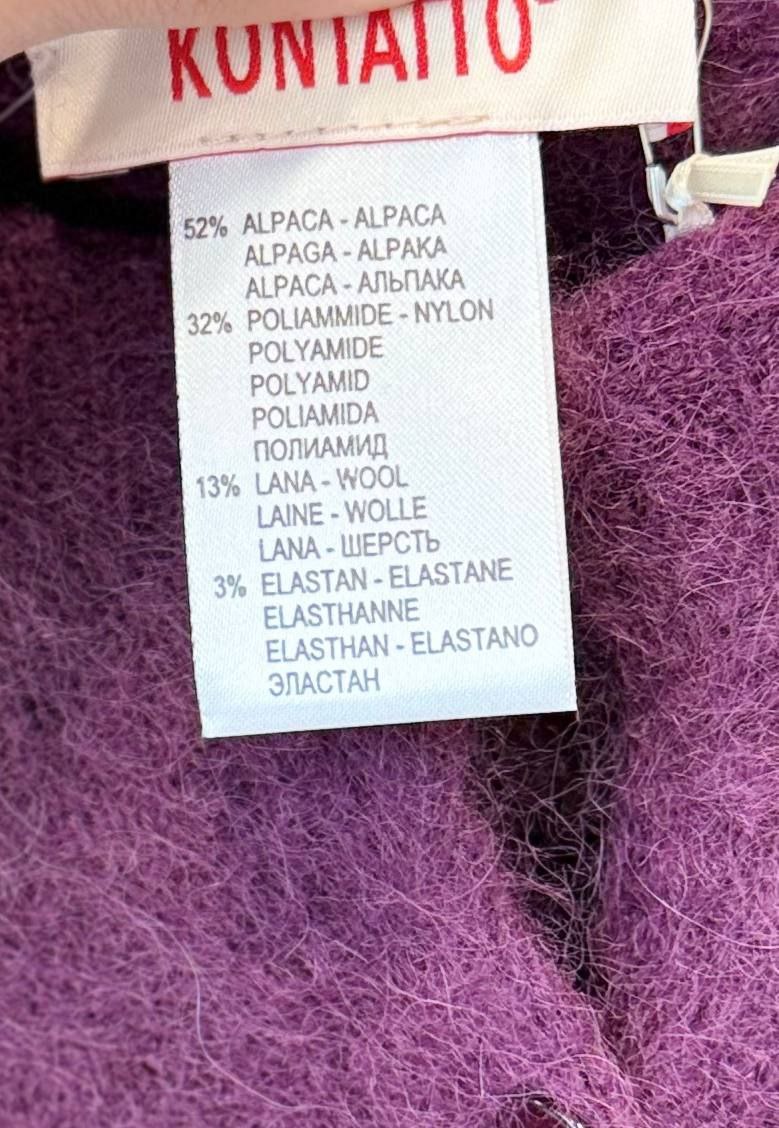 KONTATTO
52% ALPACA - ALPACA
ALPAGA - ALPAKA
ALPACA - АЛЬПАКА
32% POLIAMMIDE - NYLON
POLYAMIDE
POLYAMID
POLIAMIDA
ПОЛИАМИД
13% LANA - WOOL
LAINE - WOLLE
LANA - ШЕРСТЬ
3% ELASTAN - ELASTANE
ELASTHANNE
ELASTHAN - ELASTANO
ЭЛАСТАН